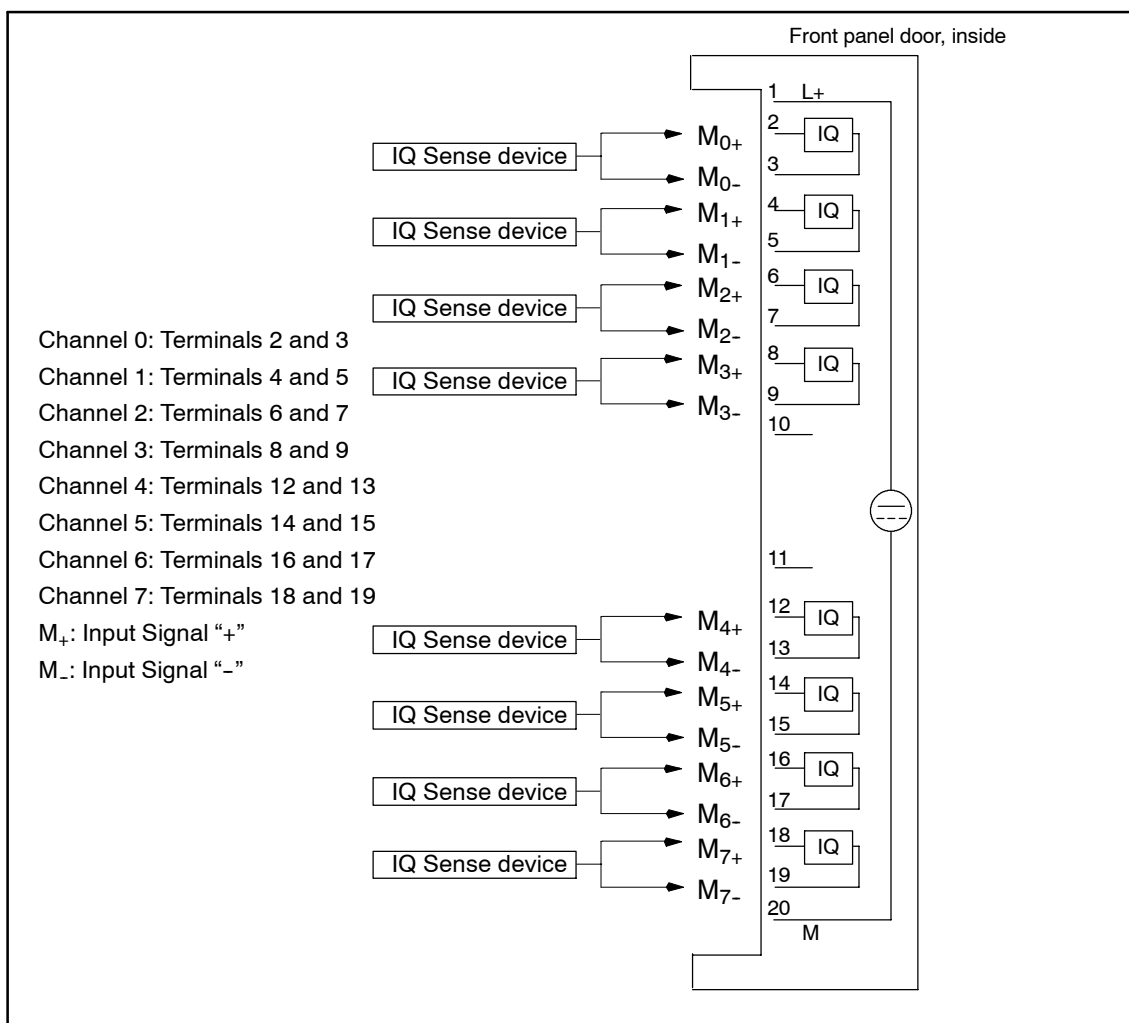 Front panel door, inside
1 L+
IQ Sense device M0+ 2 IQ
M0- 3
IQ Sense device M1+ 4 IQ
M1- 5
IQ Sense device M2+ 6 IQ
M2- 7
IQ Sense device M3+ 8 IQ
M3- 9
10
Channel 0: Terminals 2 and 3
Channel 1: Terminals 4 and 5
Channel 2: Terminals 6 and 7
Channel 3: Terminals 8 and 9
Channel 4: Terminals 12 and 13
Channel 5: Terminals 14 and 15
Channel 6: Terminals 16 and 17
Channel 7: Terminals 18 and 19
M+: Input Signal “+”
M-: Input Signal “-”
11
IQ Sense device M4+ 12 IQ
M4- 13
IQ Sense device M5+ 14 IQ
M5- 15
IQ Sense device M6+ 16 IQ
M6- 17
IQ Sense device M7+ 18 IQ
M7- 19
20
M